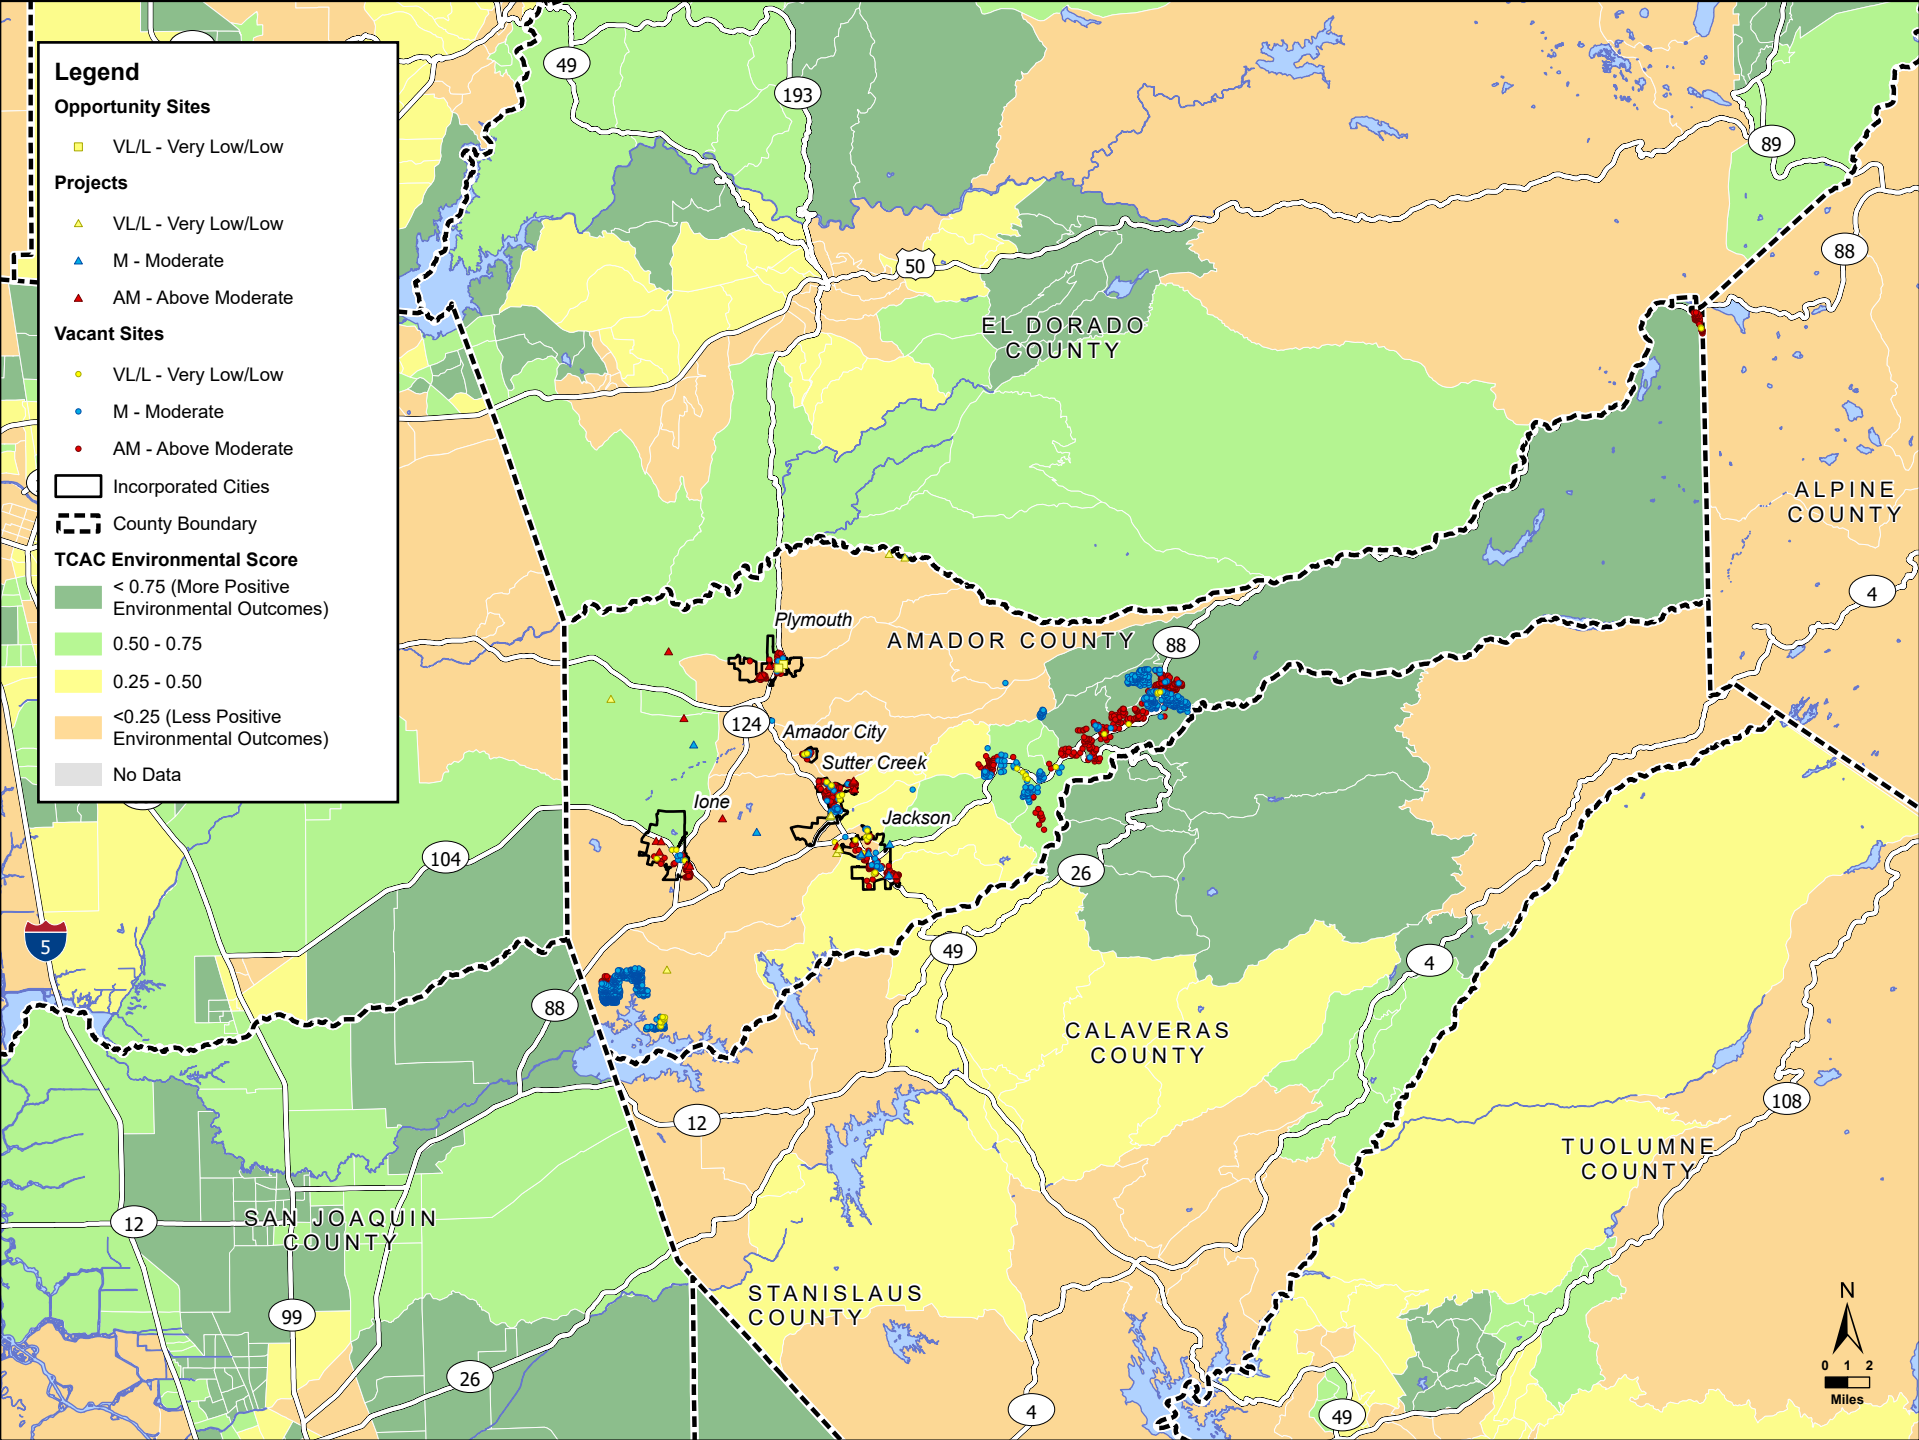 Legend
Opportunity Sites
VL/L - Very Low/Low
Projects
VL/L - Very Low/Low
M - Moderate
AM - Above Moderate
Vacant Sites
VL/L - Very Low/Low
M - Moderate
AM - Above Moderate
Incorporated Cities
County Boundary
TCAC Environmental Score
< 0.75 (More Positive
Environmental Outcomes)
0.50 - 0.75
0.25 - 0.50
<0.25 (Less Positive
Environmental Outcomes)
No Data
49
193
89
88
50
EL DORADO
COUNTY
ALPINE
COUNTY
4
Plymouth
AMADOR COUNTY
88
124
Amador City
Sutter Creek
Ione
Jackson
104
26
5
49
4
88
CALAVERAS
COUNTY
12
108
TUOLUMNE
COUNTY
12
SAN JOAQUIN
COUNTY
STANISLAUS
COUNTY
99
26
4
49
N
0 1 2
Miles